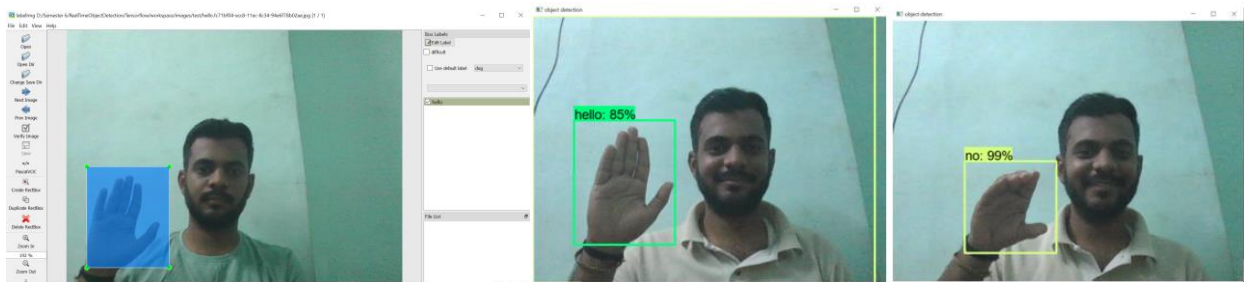 File Edit View Help
Open
Open Dir
Change Save Dir
Next Image
Prev Image
Verify Image
Save
</>
PascalVOC
Create RectBox
Duplicate RectBox
Delete RectBox
Zoom In
Zoom Out
Box Labels
Edit Label
difficult
Use default label
dog
hello
File List
object detection
hello: 85%
object detection
no: 99%